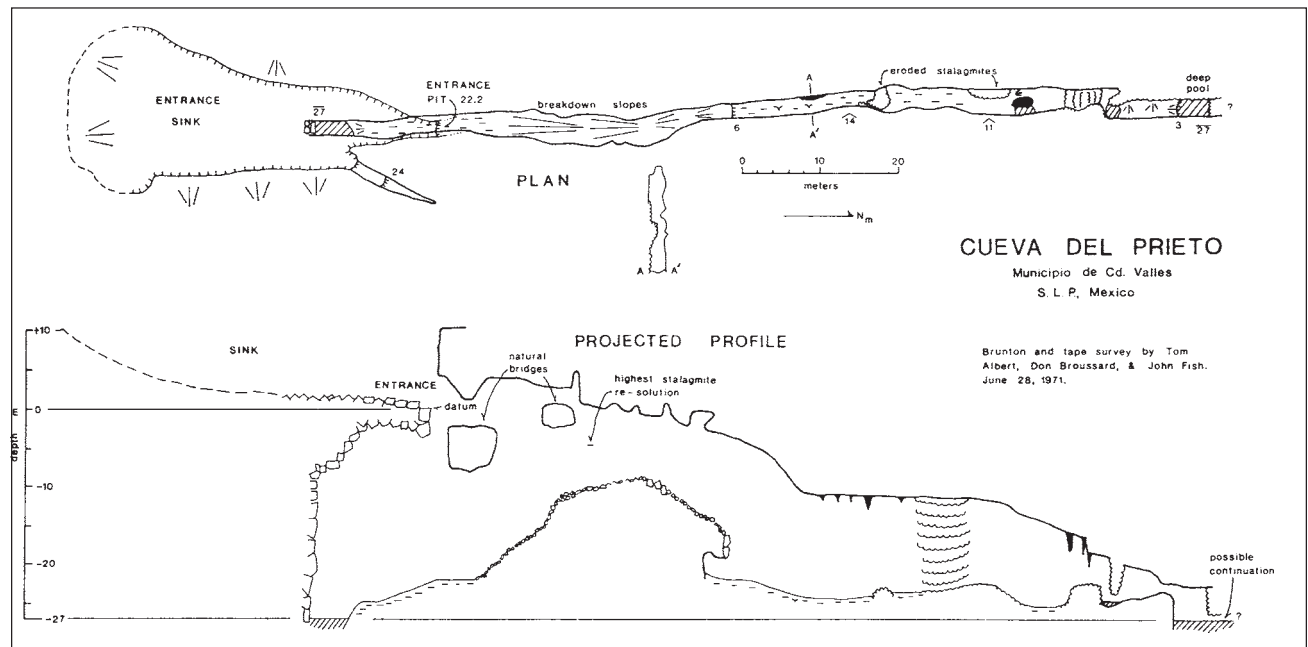 ENTRANCE
SINK
27
ENTRANCE
PIT 22.2
breakdown slopes
24
PLAN
A
A'
6
14
eroded stalagmites
11
deep
pool
?
3
27
0 10 20
meters
Nm
A A'
CUEVA DEL PRIETO
Municipio de Cd. Valles
S. L. P., Mexico
Brunton and tape survey by Tom
Albert, Don Broussard, & John Fish.
June 28, 1971.
PROJECTED PROFILE
SINK
ENTRANCE
datum
natural
bridges
highest stalagmite
re-solution
possible
continuation
?
+10
0
-10
-20
-27
m
depth